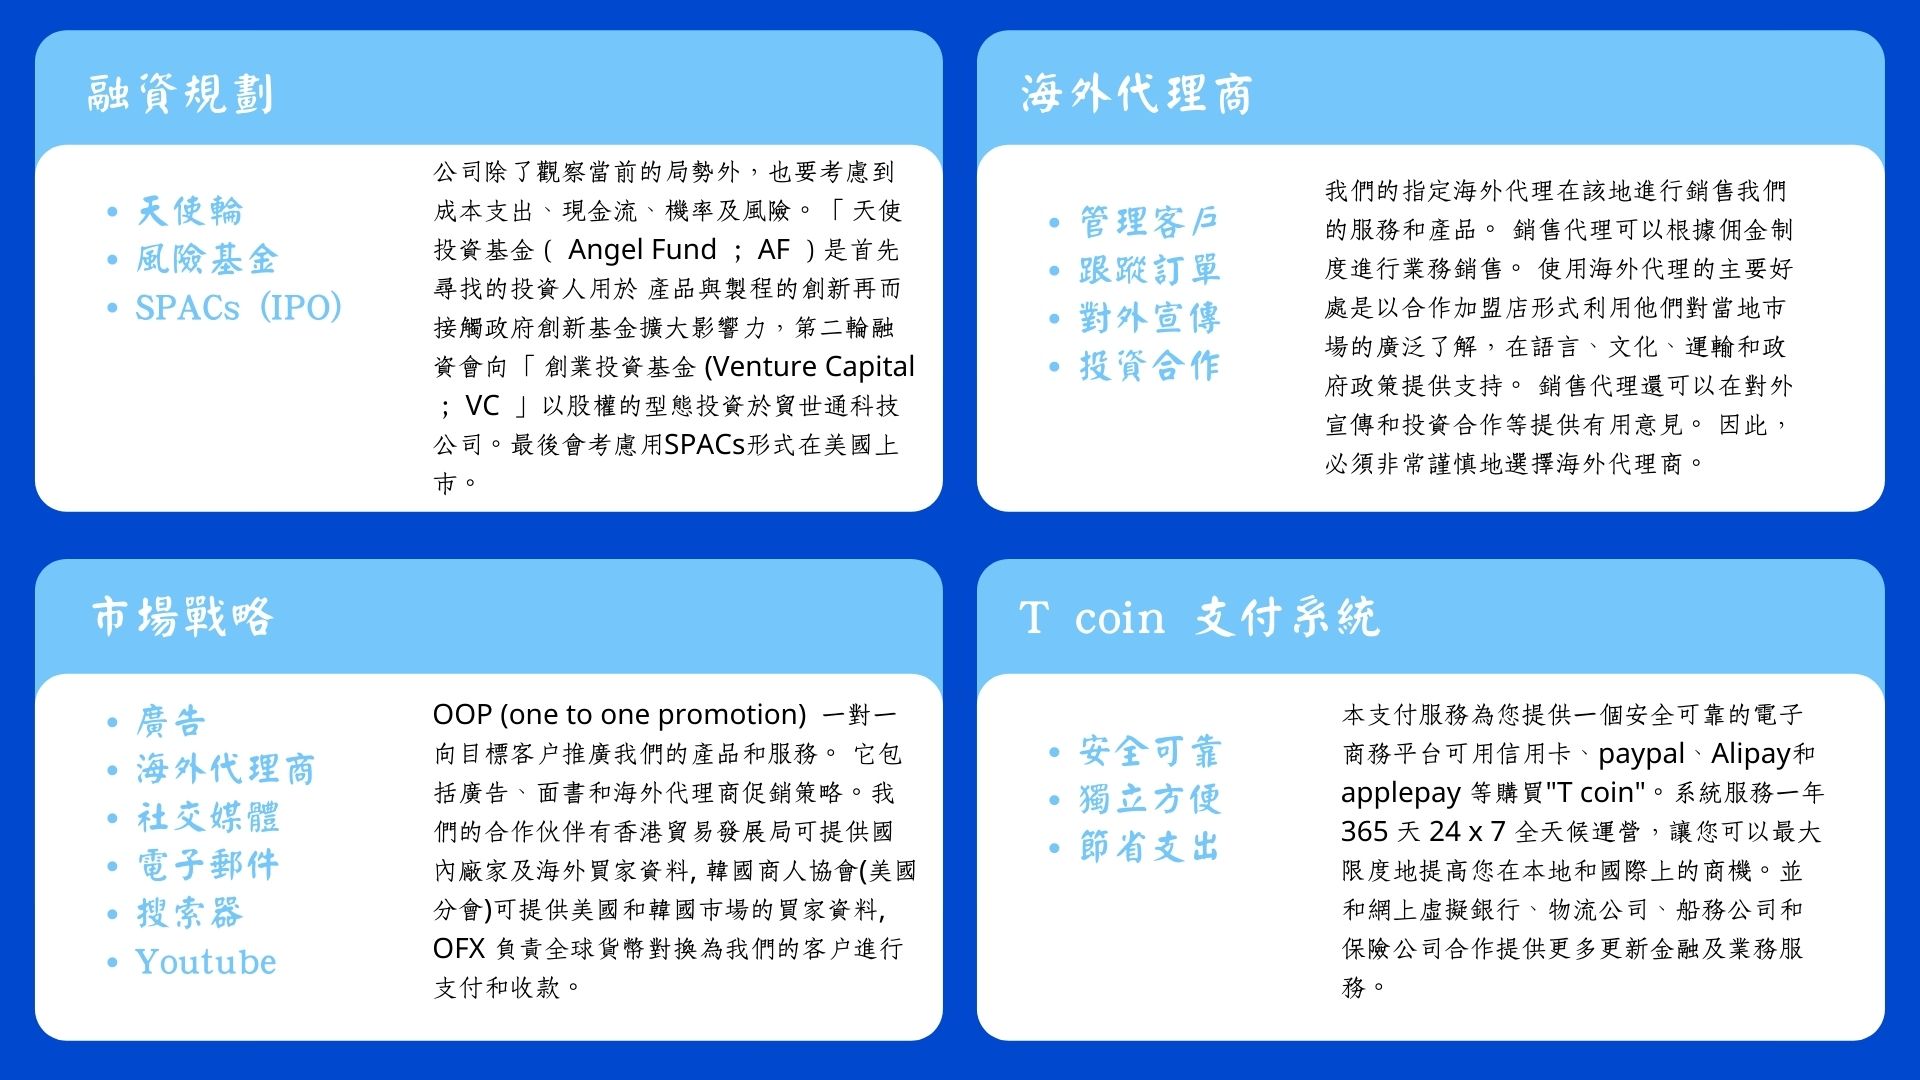 融資規劃
天使輪
風險基金
SPACs (IPO)
公司除了觀察當前的局勢外，也要考慮到
成本支出、現金流、機率及風險。「 天使
投資基金 ( Angel Fund ； AF ) 是首先
尋找的投資人用於 產品與製程的創新再而
接觸政府創新基金擴大影響力，第二輪融
資會向「 創業投資基金 (Venture Capital
； VC 」以股權的型態投資於貿世通科技
公司。最後會考慮用SPACs形式在美國上
市。
海外代理商
管理客戶
跟蹤訂單
對外宣傳
投資合作
我們的指定海外代理在該地進行銷售我們
的服務和產品。 銷售代理可以根據佣金制
度進行業務銷售。 使用海外代理的主要好
處是以合作加盟店形式利用他們對當地市
場的廣泛了解，在語言、文化、運輸和政
府政策提供支持。 銷售代理還可以在對外
宣傳和投資合作等提供有用意見。 因此，
必須非常謹慎地選擇海外代理商。
市場戰略
廣告
海外代理商
社交媒體
電子郵件
搜索器
Youtube
OOP (one to one promotion) 一對一
向目標客户推廣我們的產品和服務。 它包
括廣告、面書和海外代理商促銷策略。我
們的合作伙伴有香港貿易發展局可提供國
內廠家及海外買家資料, 韓國商人協會(美國
分會)可提供美國和韓國市場的買家資料,
OFX 負責全球貨幣對換為我們的客户進行
支付和收款。
T coin 支付系統
安全可靠
獨立方便
節省支出
本支付服務為您提供一個安全可靠的電子
商務平台可用信用卡、paypal、Alipay和
applepay 等購買"T coin"。系統服務一年
365 天 24 x 7 全天候運營，讓您可以最大
限度地提高您在本地和國際上的商機。並
和網上虛擬銀行、物流公司、船務公司和
保險公司合作提供更多更新金融及業務服
務。